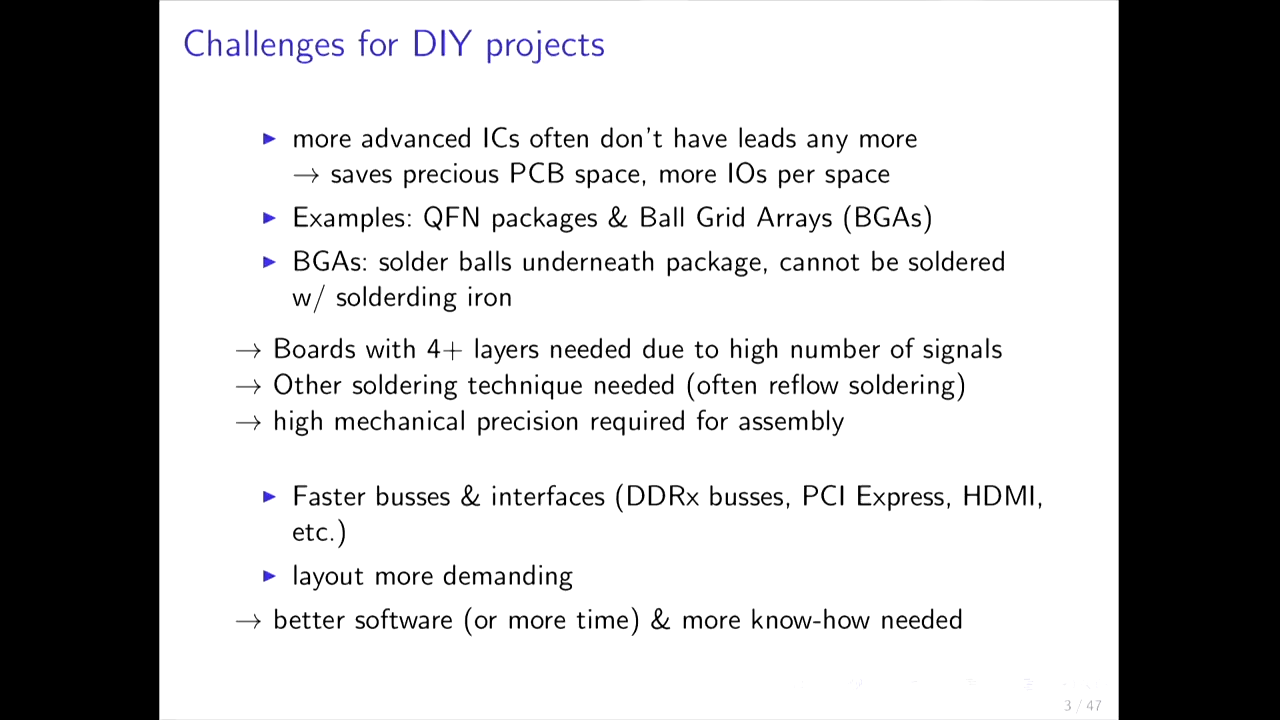 Challenges for DIY projects
▶ more advanced ICs often don't have leads any more
→ saves precious PCB space, more IOs per space
▶ Examples: QFN packages & Ball Grid Arrays (BGAs)
▶ BGAs: solder balls underneath package, cannot be soldered
w/ solderding iron
→ Boards with 4+ layers needed due to high number of signals
→ Other soldering technique needed (often reflow soldering)
→ high mechanical precision required for assembly
▶ Faster busses & interfaces (DDRx busses, PCI Express, HDMI,
etc.)
▶ layout more demanding
→ better software (or more time) & more know-how needed
3 / 47